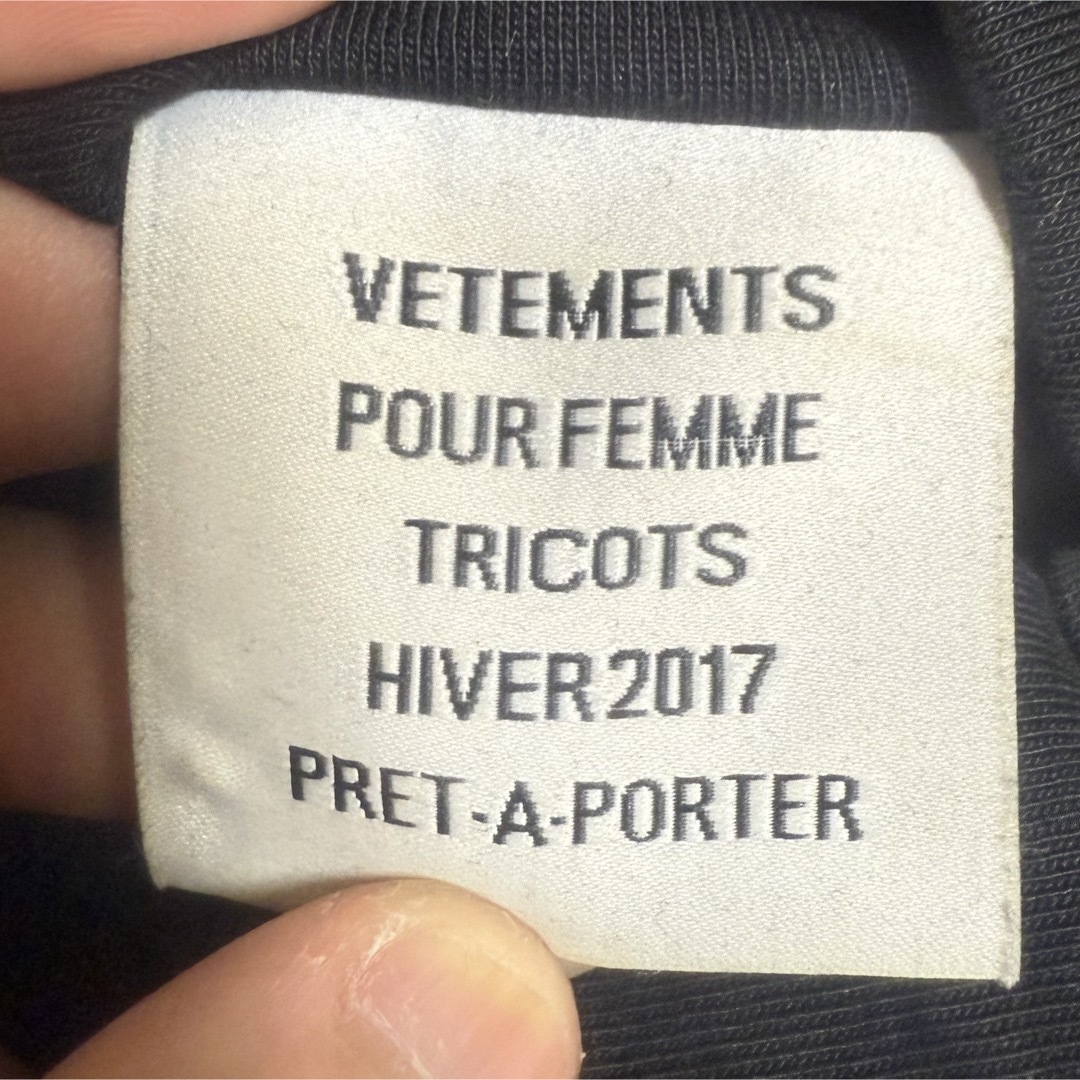 VETEMENTS
POUR FEMME
TRICOTS
HIVER 2017
PRET-A-PORTER